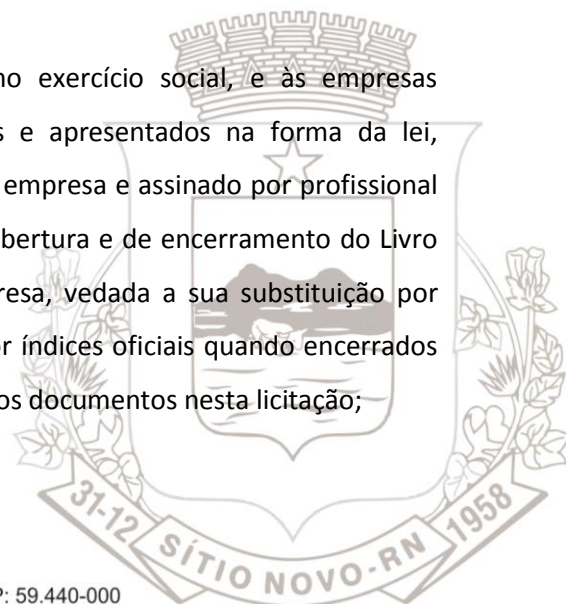 no exercício social, e às empresas
s e apresentados na forma da lei,
empresa e assinado por profissional
bertura e de encerramento do Livro
resa, vedada a sua substituição por
r índices oficiais quando encerrados
os documentos nesta licitação;
31-12 SÍTIO NOVO-RN 1958
P: 59.440-000